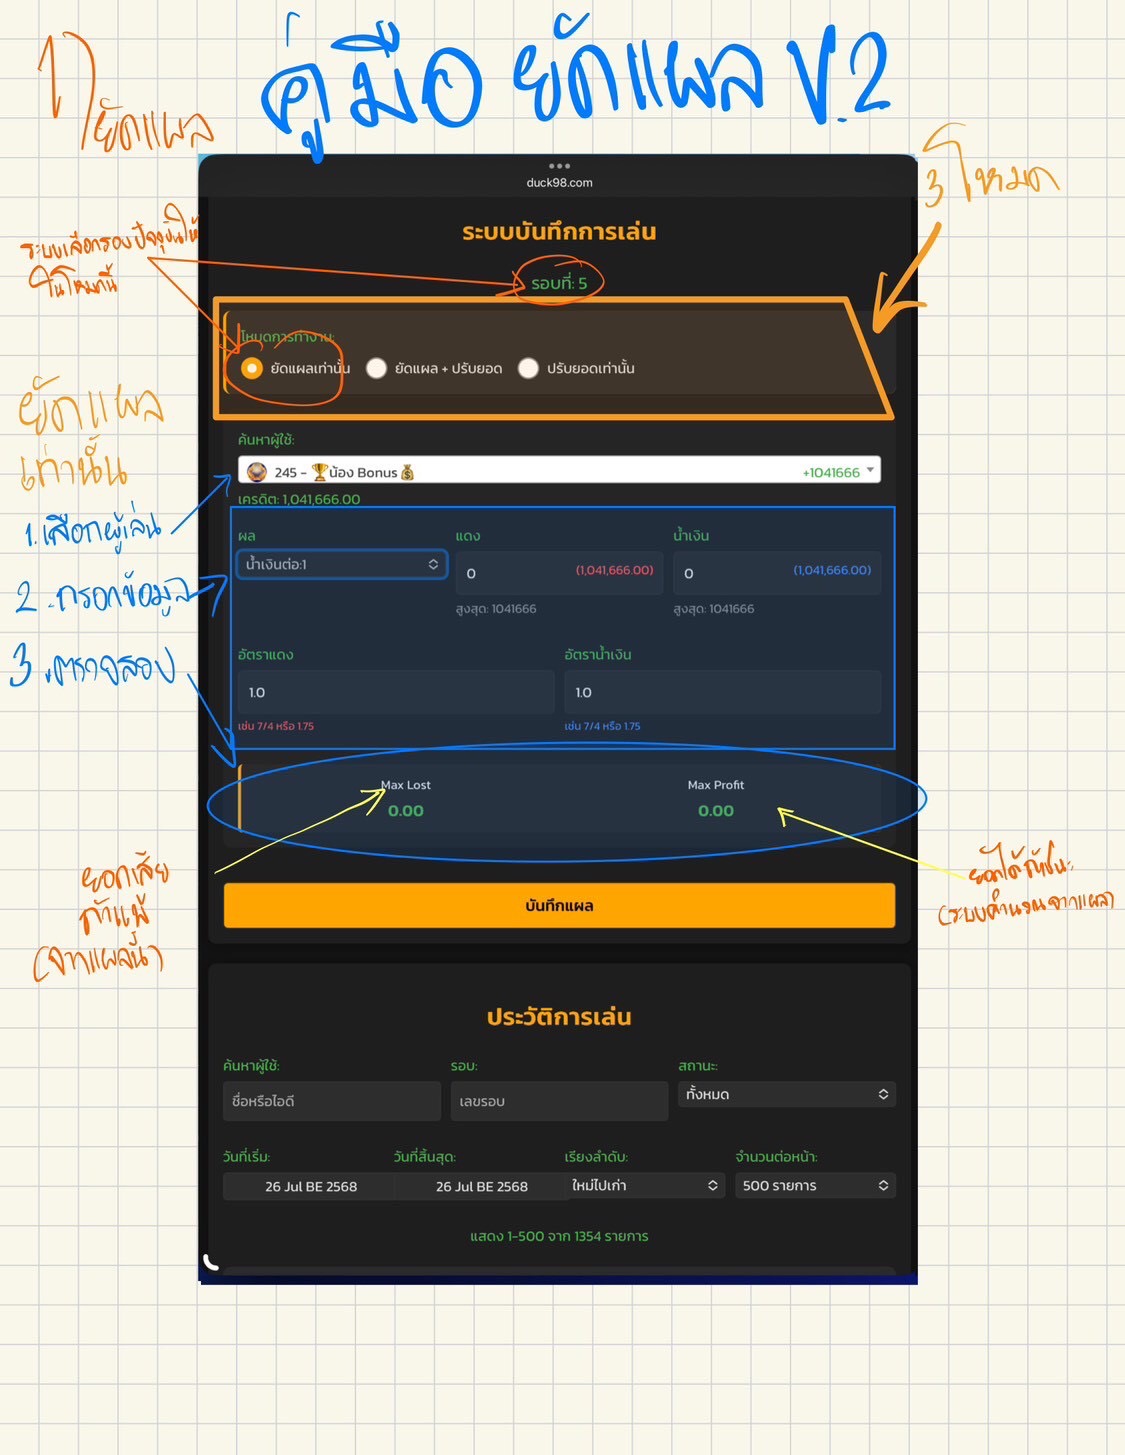 คู่มือ ยัดแผล V.2
1) ยัดแผล
3 โหมด
duck98.com
ระบบบันทึกการเล่น
รอบที่: 5
ระบบเลือกรอบปัจจุบันให้
ในโหมดนี้
โหมดการทำงาน:
ยัดแผลเท่านั้น
ยัดแผล + ปรับยอด
ปรับยอดเท่านั้น
ยัดแผล
เท่านั้น
ค้นหาผู้ใช้:
245 - 🏆น้อง Bonus💰 +1041666
เครดิต: 1,041,666.00
1. เลือกผู้เล่น
2. กรอกข้อมูล
3. ตรวจสอบ
ผล แดง น้ำเงิน
น้ำเงินต่อ:1
0 (1,041,666.00)
0 (1,041,666.00)
สูงสุด: 1041666
สูงสุด: 1041666
อัตราแดง อัตราน้ำเงิน
1.0 1.0
เช่น 7/4 หรือ 1.75
เช่น 7/4 หรือ 1.75
Max Lost Max Profit
0.00 0.00
ยอดเสีย
ถ้าแพ้
(จากแผลนี้)
ยอดได้ถ้าชนะ
(ระบบคำนวณจากแผล)
บันทึกแผล
ประวัติการเล่น
ค้นหาผู้ใช้: รอบ: สถานะ:
ชื่อหรือไอดี เลขรอบ ทั้งหมด
วันที่เริ่ม: วันที่สิ้นสุด: เรียงลำดับ: จำนวนต่อหน้า:
26 Jul BE 2568 26 Jul BE 2568 ใหม่ไปเก่า 500 รายการ
แสดง 1-500 จาก 1354 รายการ